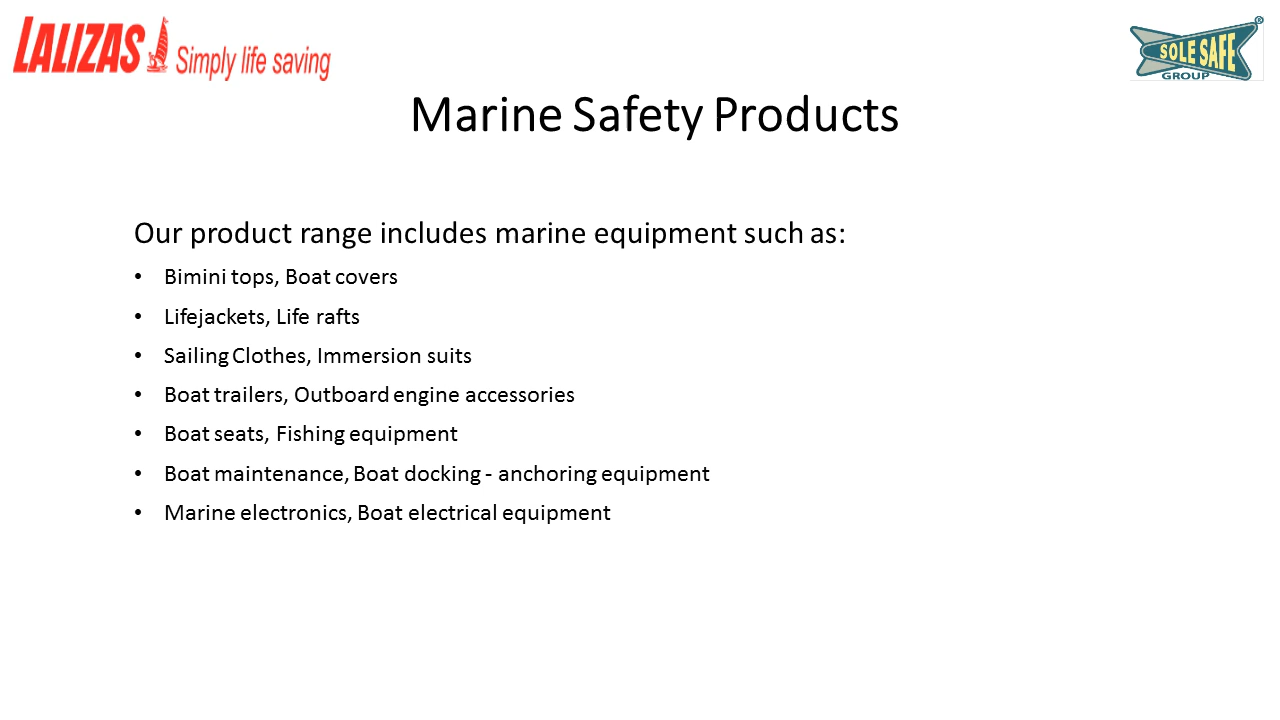 LALIZAS Simply life saving
SOLE SAFE
GROUP
®
Marine Safety Products
Our product range includes marine equipment such as:
• Bimini tops, Boat covers
• Lifejackets, Life rafts
• Sailing Clothes, Immersion suits
• Boat trailers, Outboard engine accessories
• Boat seats, Fishing equipment
• Boat maintenance, Boat docking - anchoring equipment
• Marine electronics, Boat electrical equipment